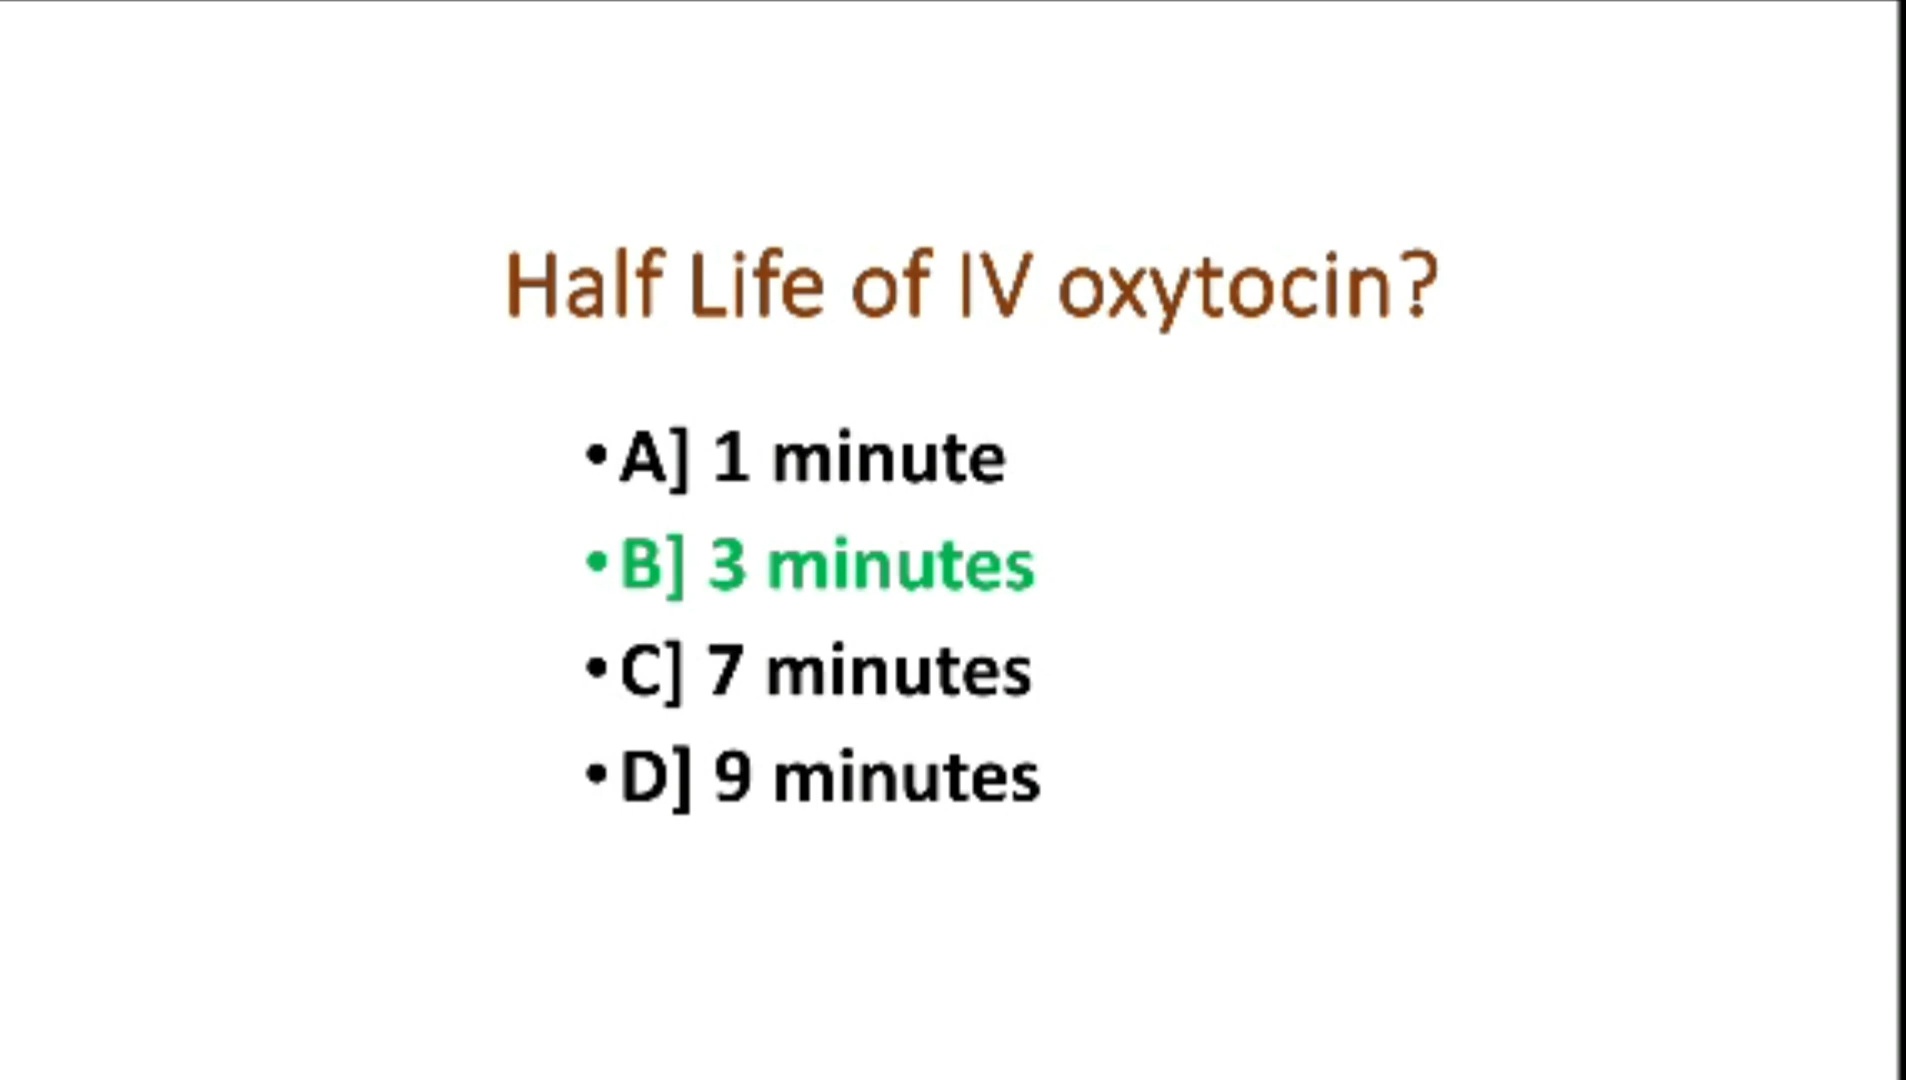 Half Life of IV oxytocin?
• A] 1 minute
• B] 3 minutes
• C] 7 minutes
• D] 9 minutes